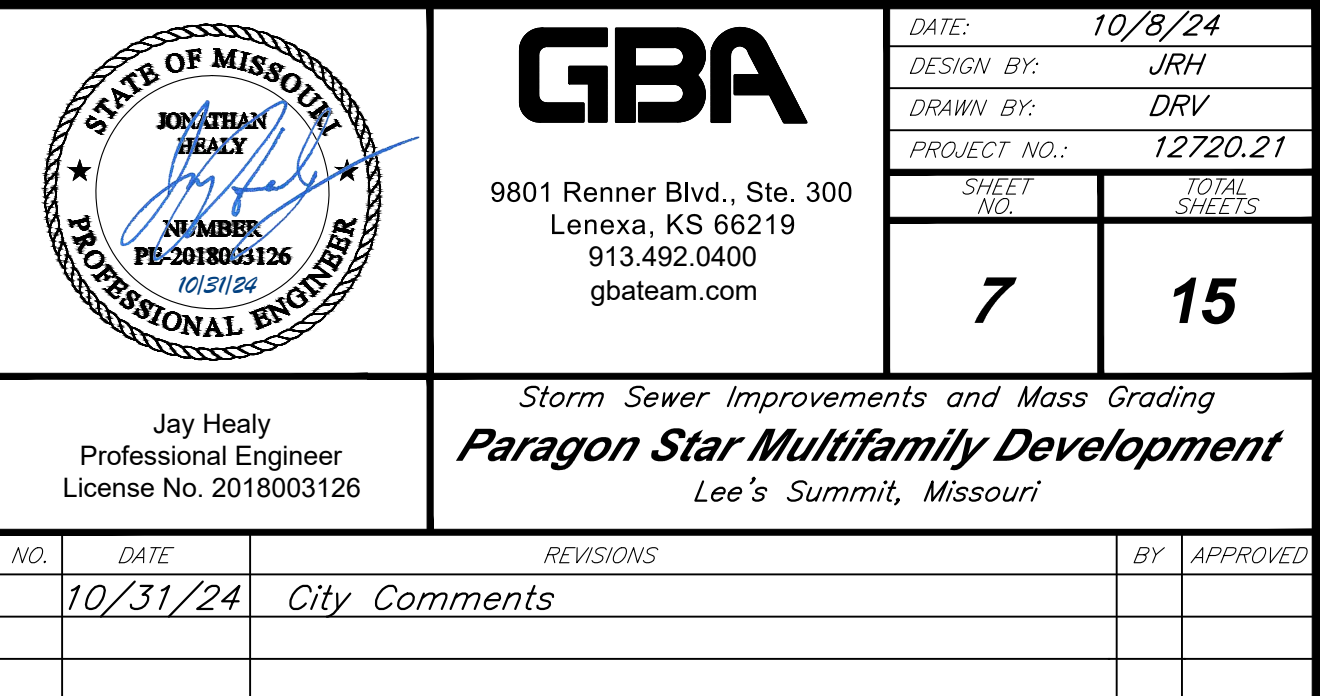 STATE OF MISSOURI
JONATHAN
HEALY
NUMBER
PE-2018003126
10/31/24
PROFESSIONAL ENGINEER
GBA
9801 Renner Blvd., Ste. 300
Lenexa, KS 66219
913.492.0400
gbateam.com
DATE: 10/8/24
DESIGN BY: JRH
DRAWN BY: DRV
PROJECT NO.: 12720.21
SHEET NO. TOTAL SHEETS
7 15
Jay Healy
Professional Engineer
License No. 2018003126
Storm Sewer Improvements and Mass Grading
Paragon Star Multifamily Development
Lee's Summit, Missouri
NO. DATE REVISIONS BY APPROVED
10/31/24 City Comments